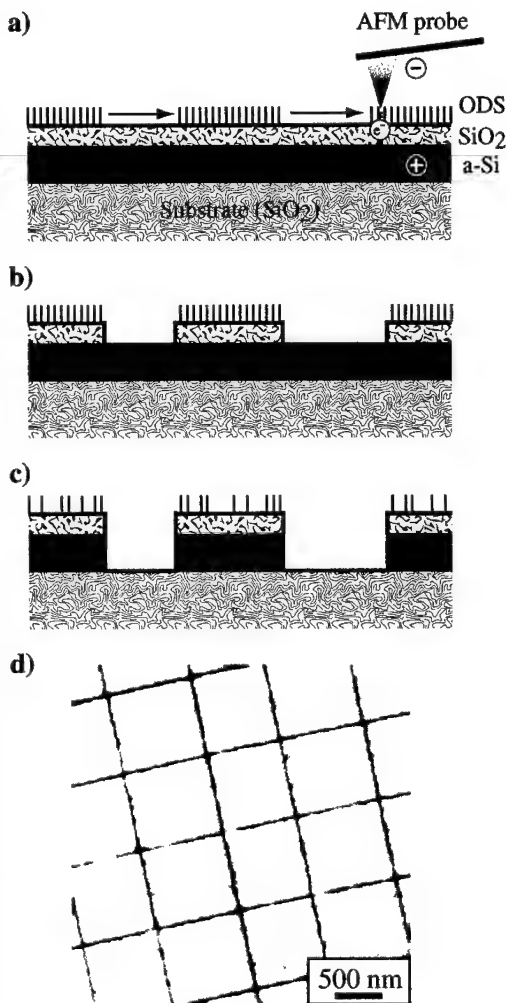 a)
AFM probe
⊖
ODS
e⁻
SiO₂
a-Si
⊕
Substrate (SiO₂)
b)
c)
d)
500 nm